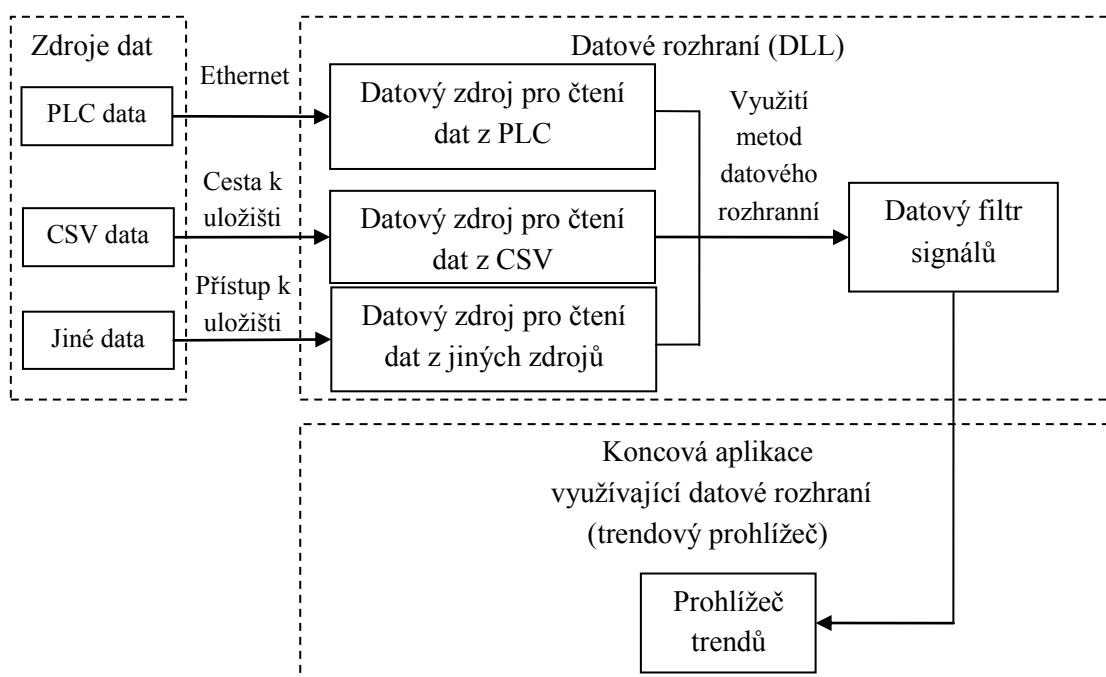 Zdroje dat
PLC data
CSV data
Jiné data
Ethernet
Cesta k
uložišti
Přístup k
uložišti
Datové rozhraní (DLL)
Datový zdroj pro čtení
dat z PLC
Datový zdroj pro čtení
dat z CSV
Datový zdroj pro čtení
dat z jiných zdrojů
Využití
metod
datového
rozhranní
Datový filtr
signálů
Koncová aplikace
využívající datové rozhraní
(trendový prohlížeč)
Prohlížeč
trendů